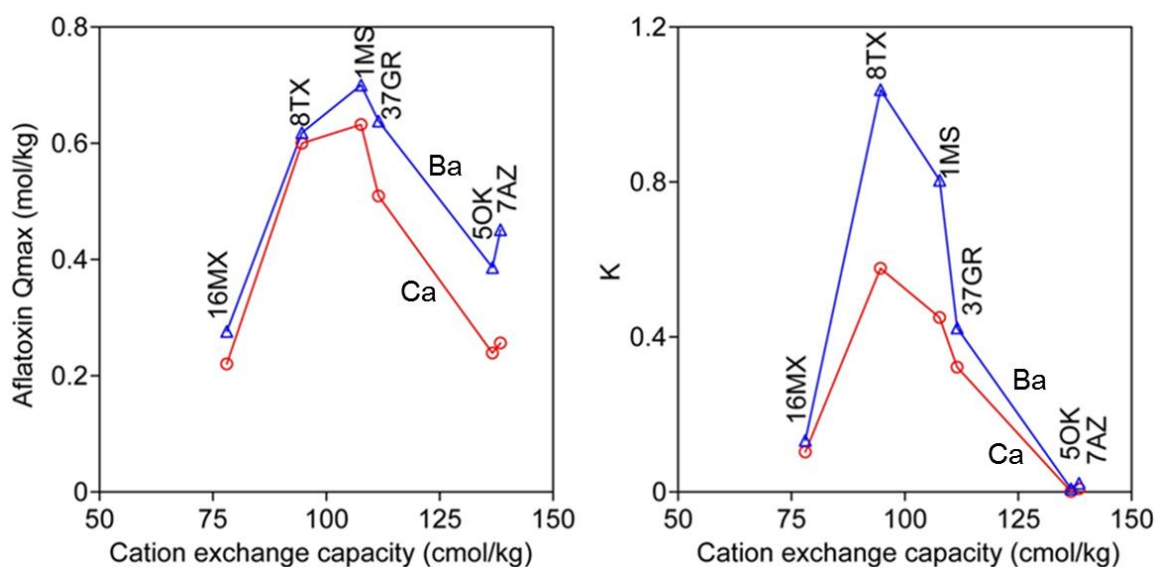 0.8
0.6
0.4
0.2
0
Aflatoxin Qmax (mol/kg)
16MX
8TX
1MS
37GR
5OK
7AZ
Ba
Ca
50
75
100
125
150
Cation exchange capacity (cmol/kg)
1.2
0.8
0.4
0
K
16MX
8TX
1MS
37GR
5OK
7AZ
Ba
Ca
50
75
100
125
150
Cation exchange capacity (cmol/kg)